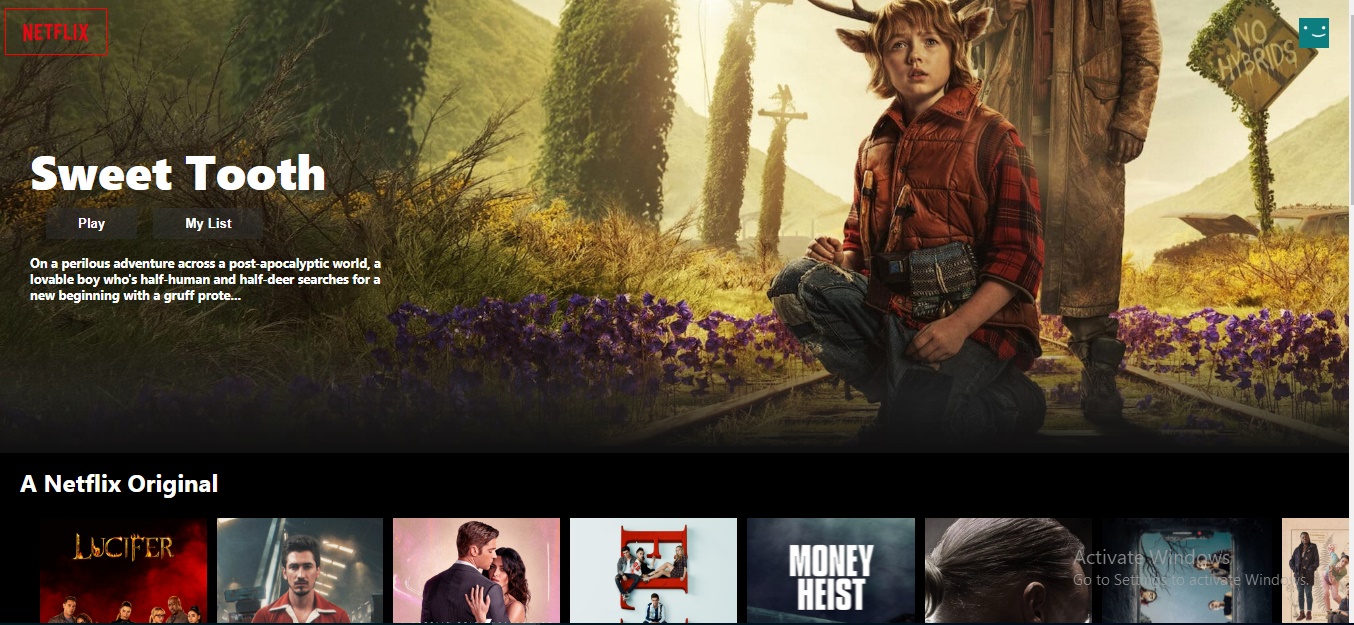 NETFLIX
NO
HYBRIDS
Sweet Tooth
Play
My List
On a perilous adventure across a post-apocalyptic world, a
lovable boy who's half-human and half-deer searches for a
new beginning with a gruff prote...
A Netflix Original
LUCIFER
MONEY
HEIST
Activate Windows
Go to Settings to activate Windows.